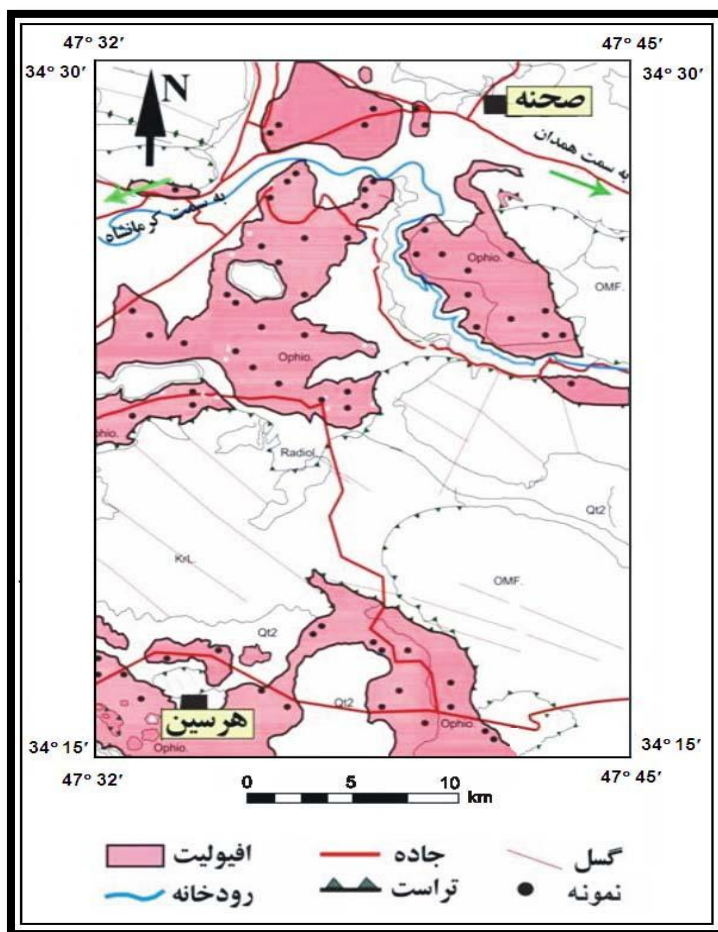 47° 32′ 47° 45′
34° 30′ 34° 30′
N
صحنه
به سمت همدان
به سمت کرمانشاه
Ophio.
OMF.
Ophio.
phio.
Radiol.
Qt2
KrL.
OMF.
Qt2
Qt2
هرسین
Ophio.
Ophio.
34° 15′ 34° 15′
47° 32′ 47° 45′
0 5 10
km
افیولیت جاده گسل
رودخانه تراست نمونه